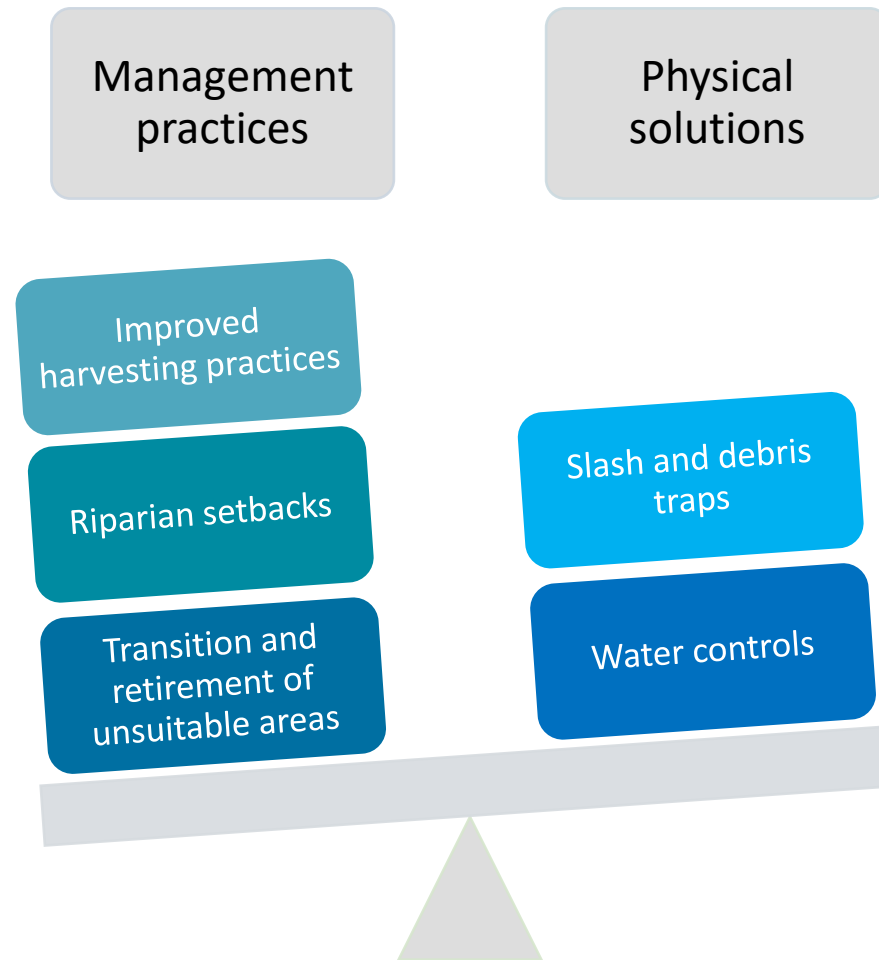 Management
practices
Physical
solutions
Improved
harvesting practices
Riparian setbacks
Transition and
retirement of
unsuitable areas
Slash and debris
traps
Water controls